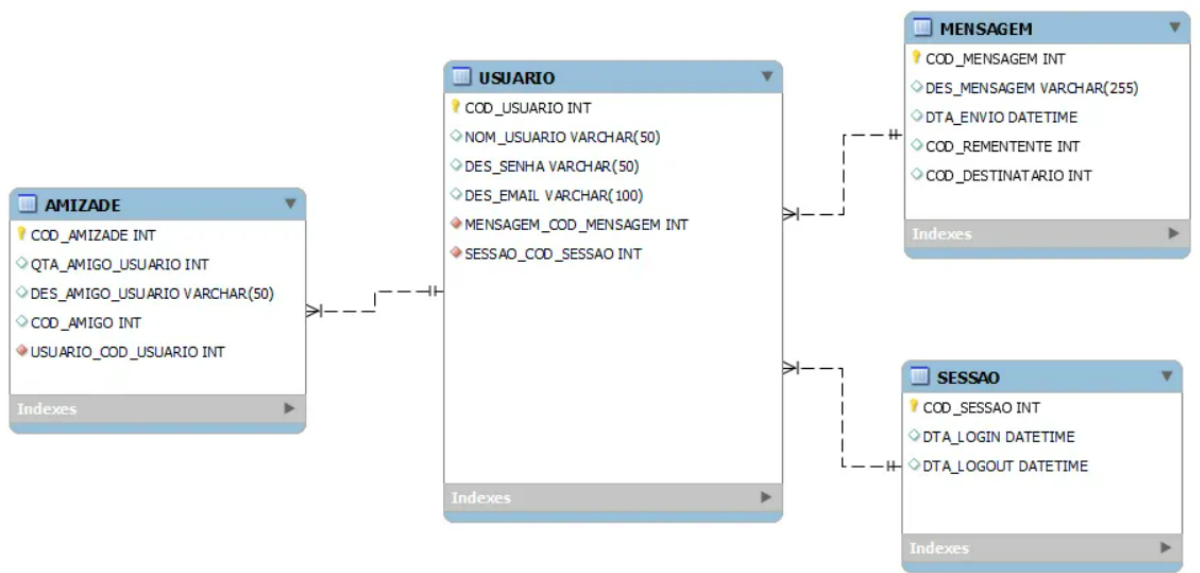 AMIZADE
COD_AMIZADE INT
QTA_AMIGO_USUARIO INT
DES_AMIGO_USUARIO VARCHAR(50)
COD_AMIGO INT
USUARIO_COD_USUARIO INT
Indexes
USUARIO
COD_USUARIO INT
NOM_USUARIO VARCHAR(50)
DES_SENHA VARCHAR(50)
DES_EMAIL VARCHAR(100)
MENSAGEM_COD_MENSAGEM INT
SESSAO_COD_SESSAO INT
Indexes
MENSAGEM
COD_MENSAGEM INT
DES_MENSAGEM VARCHAR(255)
DTA_ENVIO DATETIME
COD_REMENTENTE INT
COD_DESTINATARIO INT
Indexes
SESSAO
COD_SESSAO INT
DTA_LOGIN DATETIME
DTA_LOGOUT DATETIME
Indexes